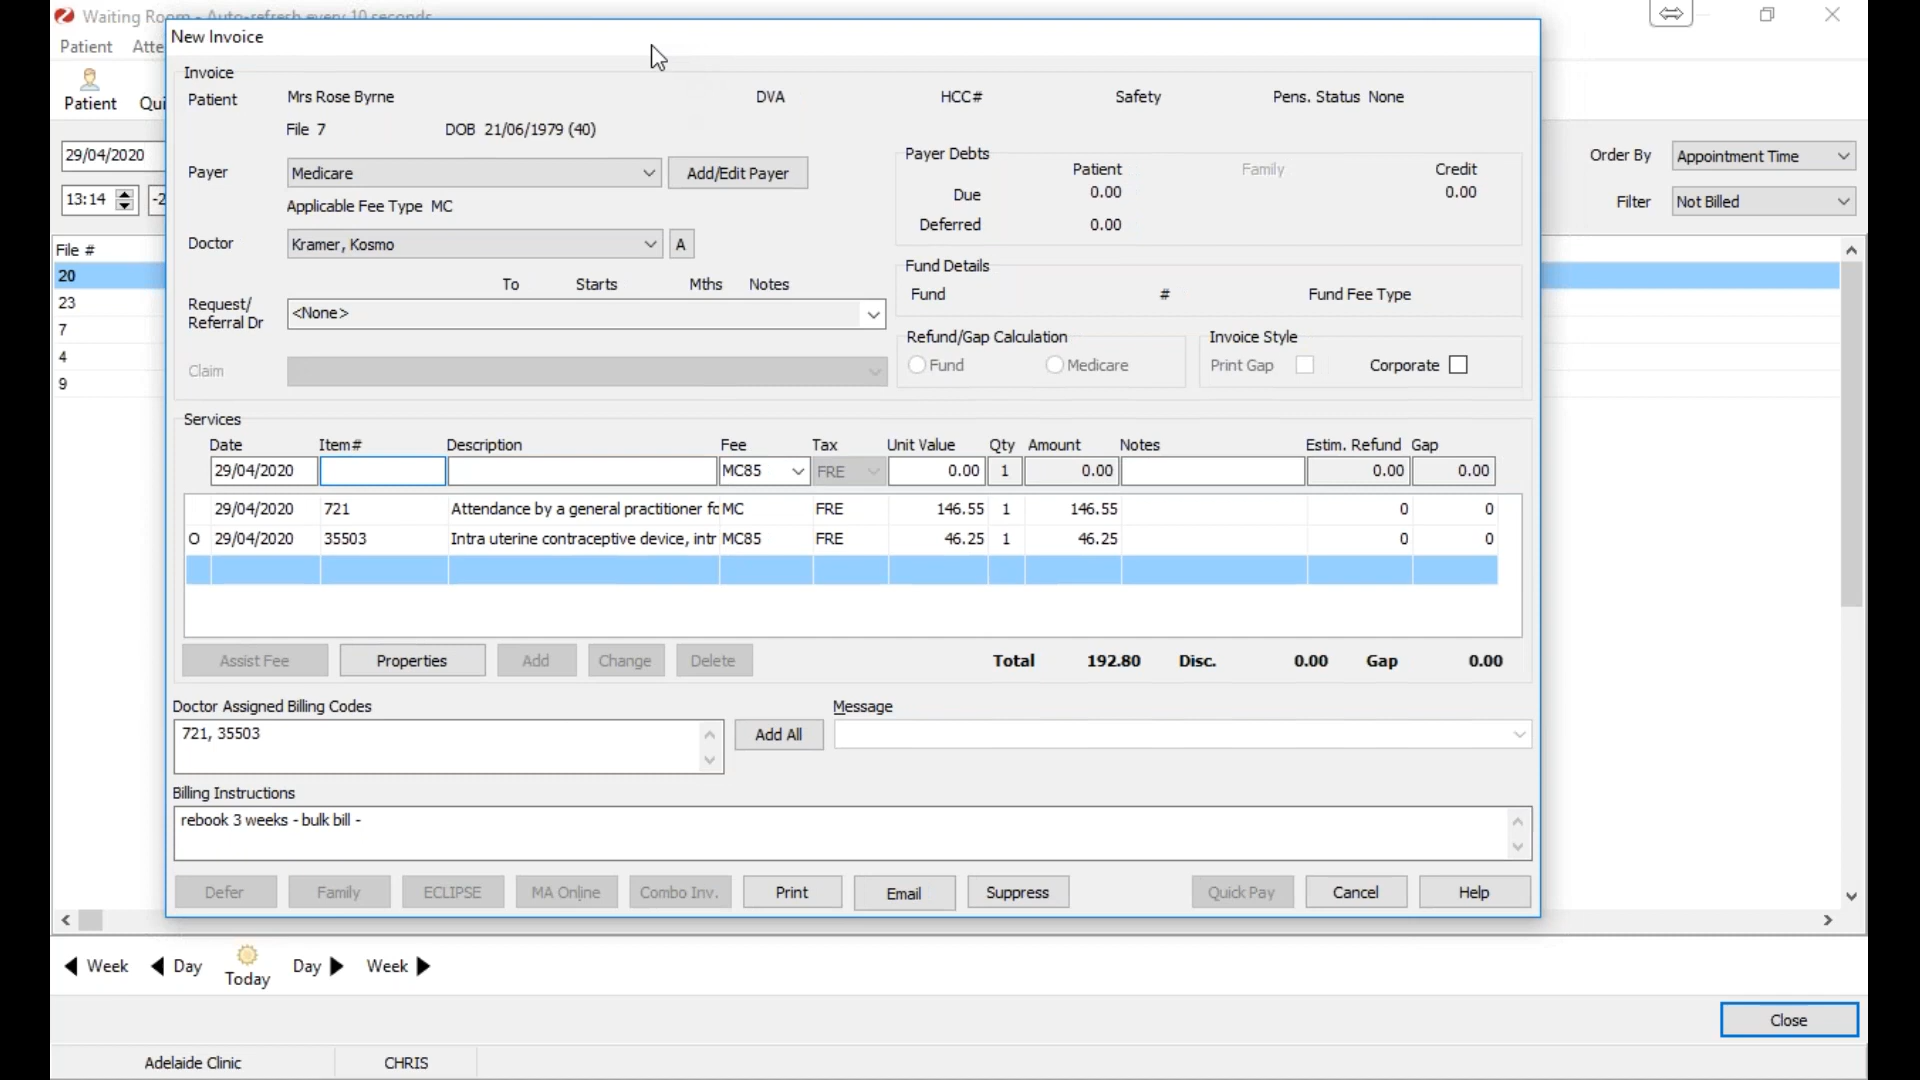 Waiting Room - Auto-refresh every 10 seconds
New Invoice
Patient Atte
Patient Qui
29/04/2020
13:14 -2
Order By Appointment Time
Filter Not Billed
File #
20
23
7
4
9
Invoice
Patient Mrs Rose Byrne DVA HCC# Safety Pens. Status None
File 7 DOB 21/06/1979 (40)
Payer Medicare Add/Edit Payer
Applicable Fee Type MC
Doctor Kramer, Kosmo A
To Starts Mths Notes
Request/
Referral Dr <None>
Claim
Payer Debts
Patient Family Credit
Due 0.00 0.00
Deferred 0.00
Fund Details
Fund # Fund Fee Type
Refund/Gap Calculation
Fund Medicare
Invoice Style
Print Gap Corporate
Services
Date Item# Description Fee Tax Unit Value Qty Amount Notes Estim. Refund Gap
29/04/2020 MC85 FRE 0.00 1 0.00 0.00 0.00
29/04/2020 721 Attendance by a general practitioner fo MC FRE 146.55 1 146.55 0 0
O 29/04/2020 35503 Intra uterine contraceptive device, intr MC85 FRE 46.25 1 46.25 0 0
Assist Fee Properties Add Change Delete Total 192.80 Disc. 0.00 Gap 0.00
Doctor Assigned Billing Codes
721, 35503
Add All
Message
Billing Instructions
rebook 3 weeks - bulk bill -
Defer Family ECLIPSE MA Online Combo Inv. Print Email Suppress Quick Pay Cancel Help
Week Day Today Day Week
Close
Adelaide Clinic CHRIS